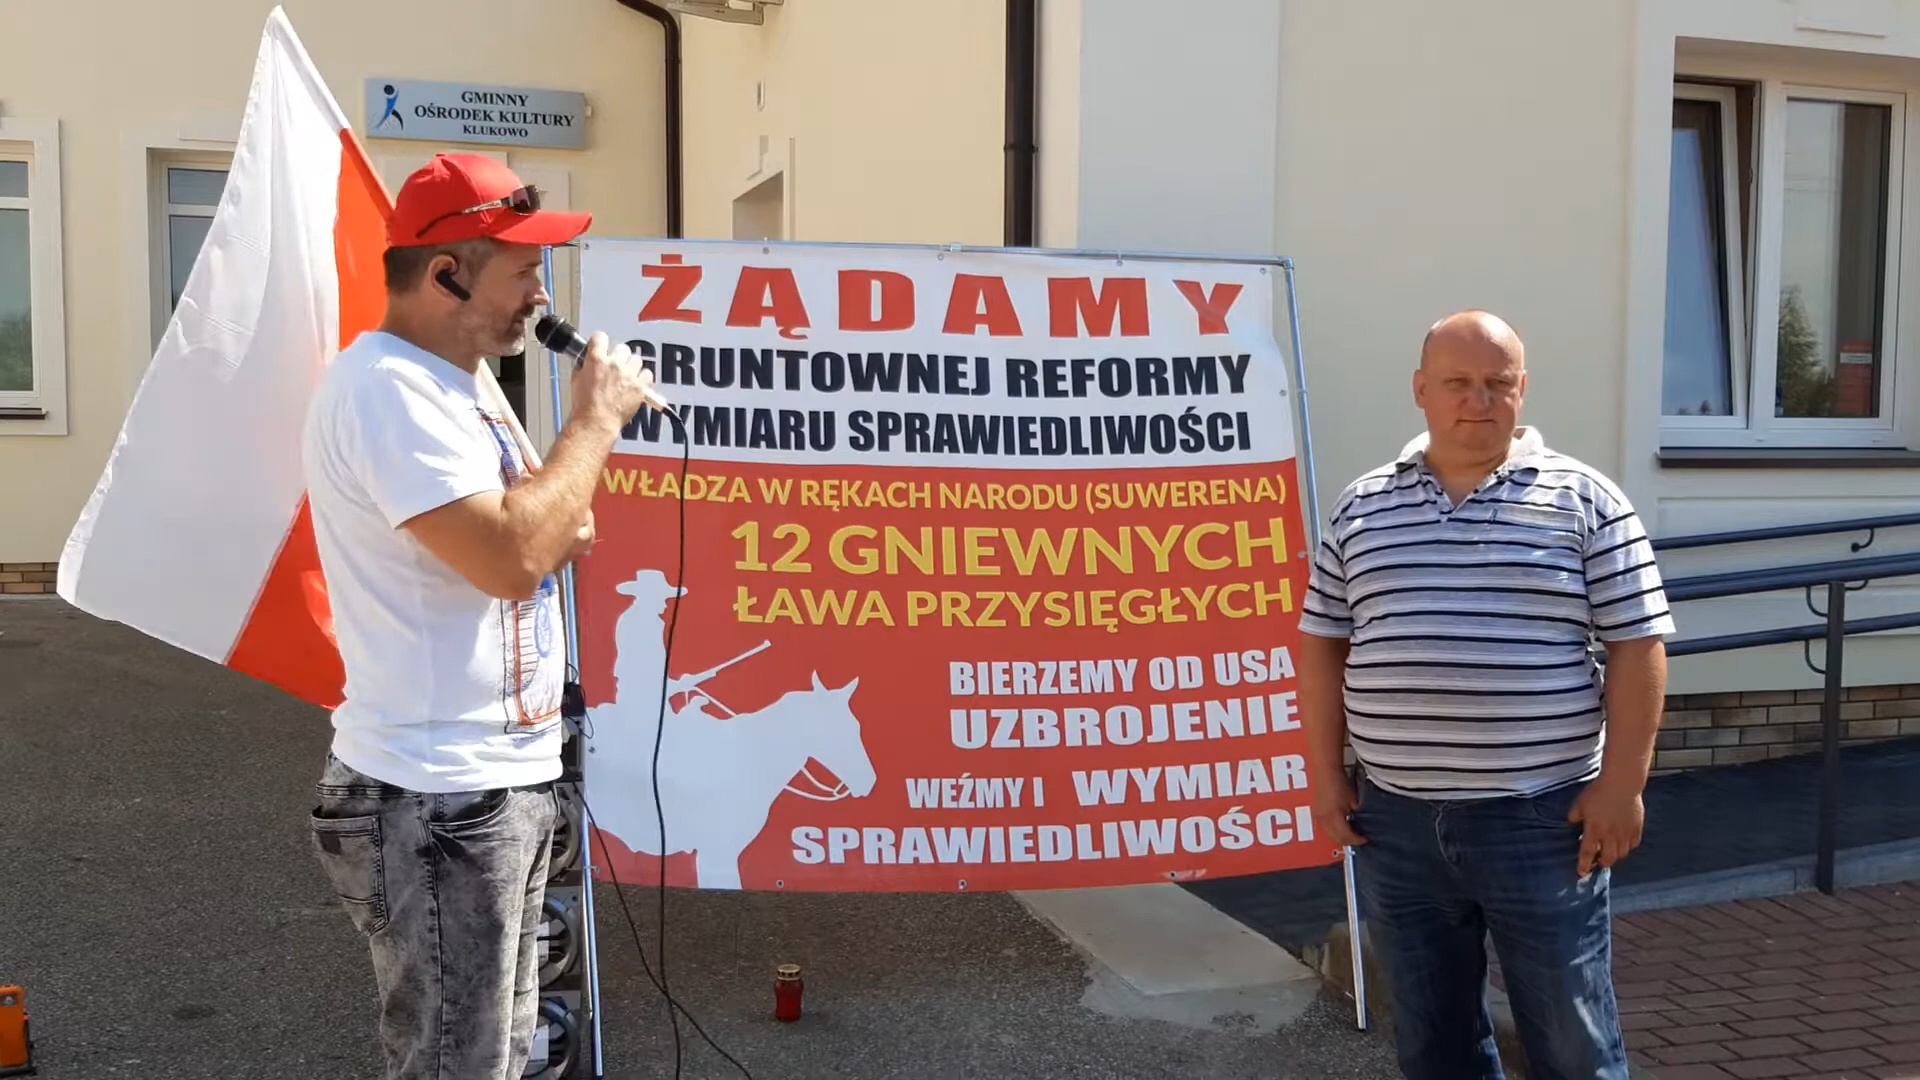 GMINNY
OŚRODEK KULTURY
KLUKOWO
ŻĄDAMY
GRUNTOWNEJ REFORMY
WYMIARU SPRAWIEDLIWOŚCI
WŁADZA W RĘKACH NARODU (SUWERENA)
12 GNIEWNYCH
ŁAWA PRZYSIĘGŁYCH
BIERZEMY OD USA
UZBROJENIE
WEŹMY I WYMIAR
SPRAWIEDLIWOŚCI